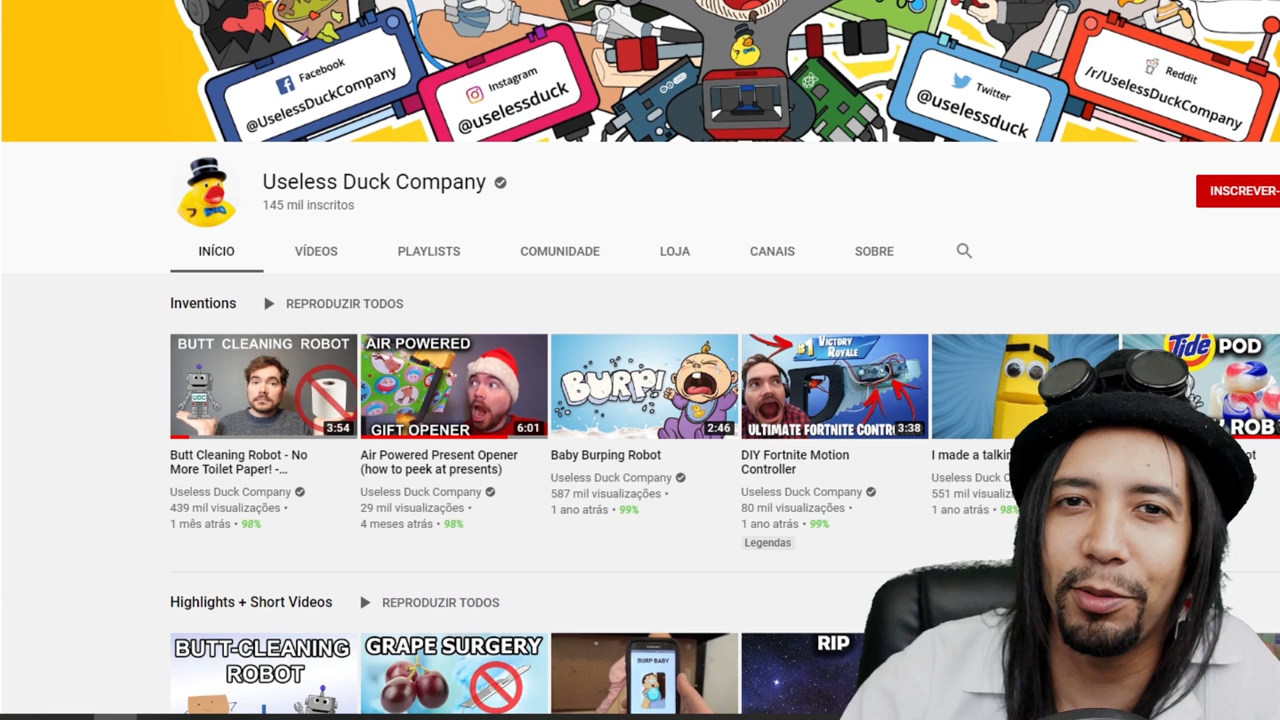 Facebook
@UselessDuckCompany
Instagram
@uselessduck
Twitter
@uselessduck
Reddit
/r/UselessDuckCompany
Useless Duck Company
145 mil inscritos
INSCREVER-
INÍCIO
VÍDEOS
PLAYLISTS
COMUNIDADE
LOJA
CANAIS
SOBRE
Inventions
REPRODUZIR TODOS
BUTT CLEANING ROBOT
UDC
3:54
AIR POWERED
GIFT OPENER
6:01
BURP!
2:46
#1 VICTORY
ROYALE
ULTIMATE FORTNITE CONTR
3:38
Tide POD
Butt Cleaning Robot - No
More Toilet Paper! -...
Useless Duck Company
439 mil visualizações •
1 mês atrás • 98%
Air Powered Present Opener
(how to peek at presents)
Useless Duck Company
29 mil visualizações •
4 meses atrás • 98%
Baby Burping Robot
Useless Duck Company
587 mil visualizações •
1 ano atrás • 99%
DIY Fortnite Motion
Controller
Useless Duck Company
80 mil visualizações •
1 ano atrás • 99%
Legendas
I made a talkin
Useless Duck C
551 mil visualiz
1 ano atrás • 98%
Highlights + Short Videos
REPRODUZIR TODOS
BUTT-CLEANING
ROBOT
GRAPE SURGERY
BURP BABY
RIP